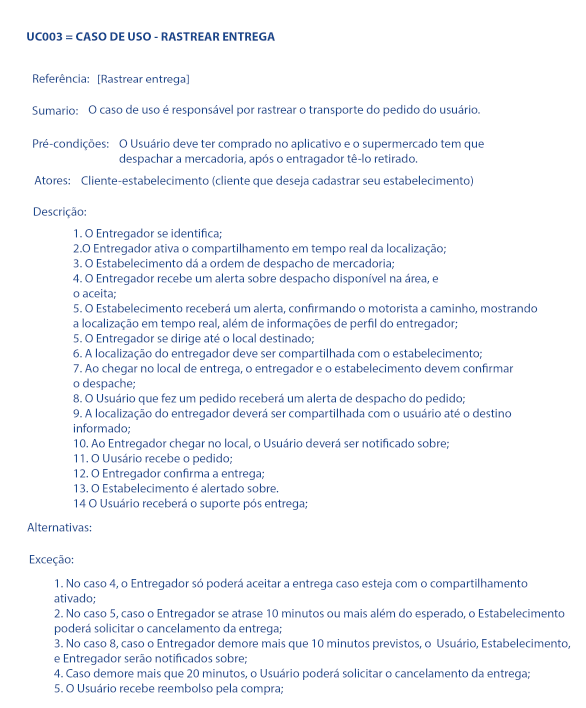 UC003 = CASO DE USO - RASTREAR ENTREGA
Referência: [Rastrear entrega]
Sumario: O caso de uso é responsável por rastrear o transporte do pedido do usuário.
Pré-condições: O Usuário deve ter comprado no aplicativo e o supermercado tem que
despachar a mercadoria, após o entragador tê-lo retirado.
Atores: Cliente-estabelecimento (cliente que deseja cadastrar seu estabelecimento)
Descrição:
1. O Entregador se identifica;
2.O Entregador ativa o compartilhamento em tempo real da localização;
3. O Estabelecimento dá a ordem de despacho de mercadoria;
4. O Entregador recebe um alerta sobre despacho disponível na área, e
o aceita;
5. O Estabelecimento receberá um alerta, confirmando o motorista a caminho, mostrando
a localização em tempo real, além de informações de perfil do entregador;
5. O Entregador se dirige até o local destinado;
6. A localização do entregador deve ser compartilhada com o estabelecimento;
7. Ao chegar no local de entrega, o entregador e o estabelecimento devem confirmar
o despache;
8. O Usuário que fez um pedido receberá um alerta de despacho do pedido;
9. A localização do entregador deverá ser compartilhada com o usuário até o destino
informado;
10. Ao Entregador chegar no local, o Usuário deverá ser notificado sobre;
11. O Uusário recebe o pedido;
12. O Entregador confirma a entrega;
13. O Estabelecimento é alertado sobre.
14 O Usuário receberá o suporte pós entrega;
Alternativas:
Exceção:
1. No caso 4, o Entregador só poderá aceitar a entrega caso esteja com o compartilhamento
ativado;
2. No caso 5, caso o Entregador se atrase 10 minutos ou mais além do esperado, o Estabelecimento
poderá solicitar o cancelamento da entrega;
3. No caso 8, caso o Entregador demore mais que 10 minutos previstos, o  Usuário, Estabelecimento,
e Entregador serão notificados sobre;
4. Caso demore mais que 20 minutos, o Usuário poderá solicitar o cancelamento da entrega;
5. O Usuário recebe reembolso pela compra;